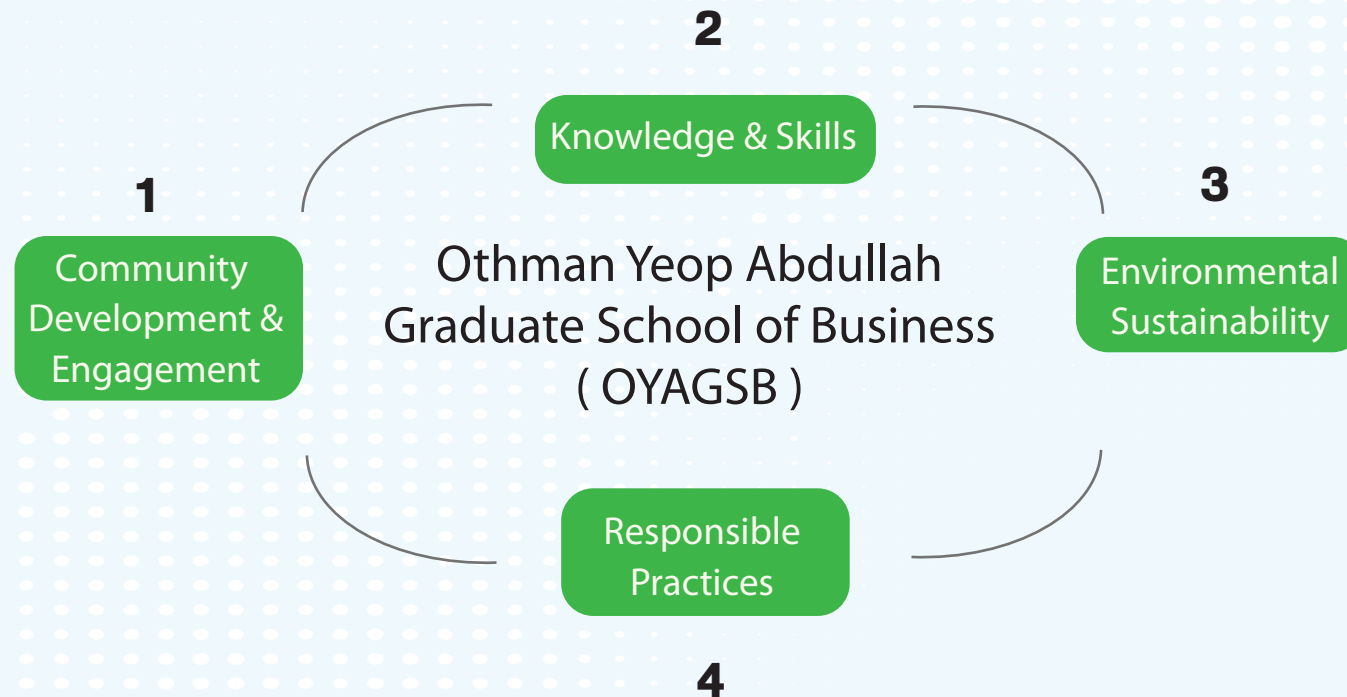 2
Knowledge & Skills
1
Community
Development &
Engagement
Othman Yeop Abdullah
Graduate School of Business
( OYAGSB )
3
Environmental
Sustainability
Responsible
Practices
4